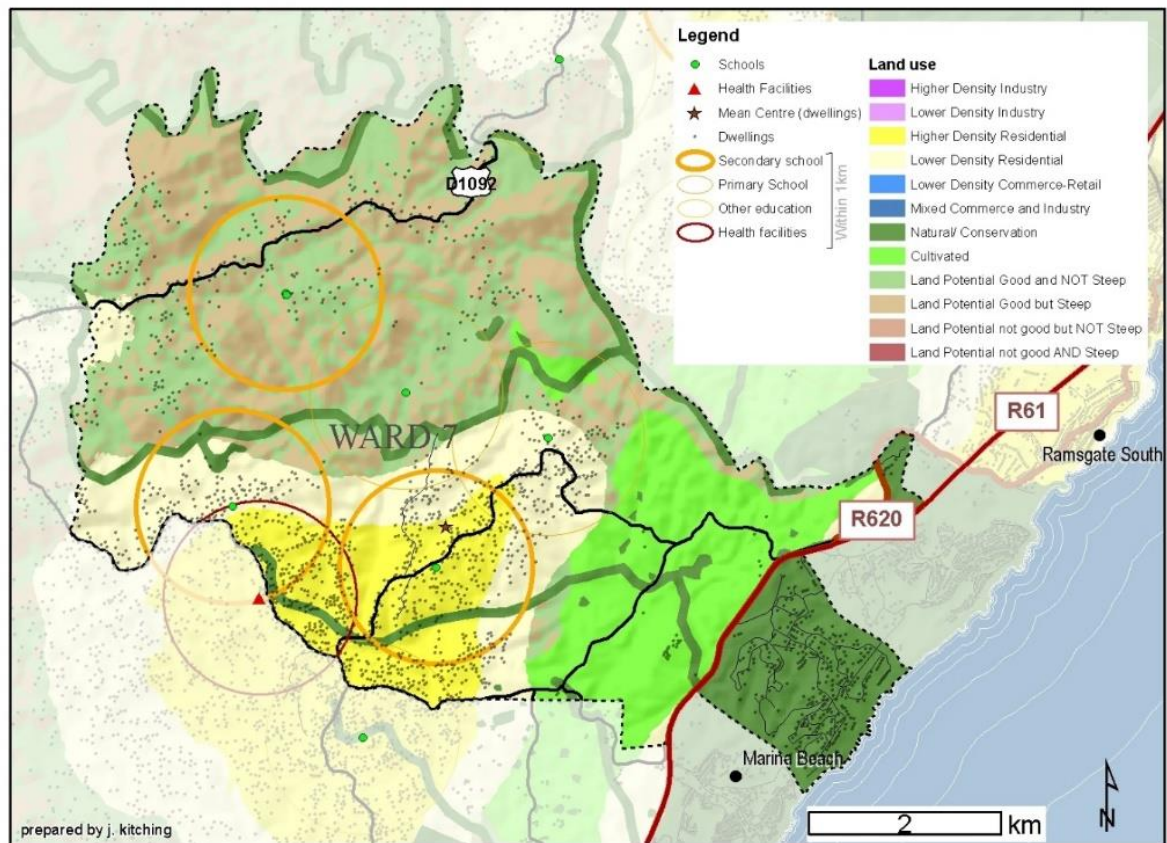 Legend
Schools
Health Facilities
Mean Centre (dwellings)
Dwellings
Secondary school
Primary School
Other education
Health facilities
Within 1km
Land use
Higher Density Industry
Lower Density Industry
Higher Density Residential
Lower Density Residential
Lower Density Commerce-Retail
Mixed Commerce and Industry
Natural/ Conservation
Cultivated
Land Potential Good and NOT Steep
Land Potential Good but Steep
Land Potential not good but NOT Steep
Land Potential not good AND Steep
D1092
WARD 7
R61
Ramsgate South
R620
Marina Beach
prepared by j. kitching
2 km
N